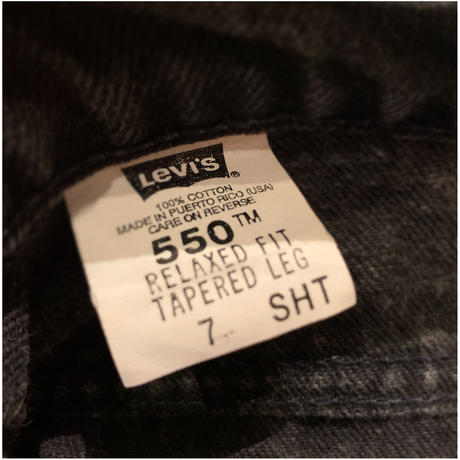 Levi's®
100% COTTON
MADE IN PUERTO RICO (USA)
CARE ON REVERSE
550™
RELAXED FIT
TAPERED LEG
7 SHT